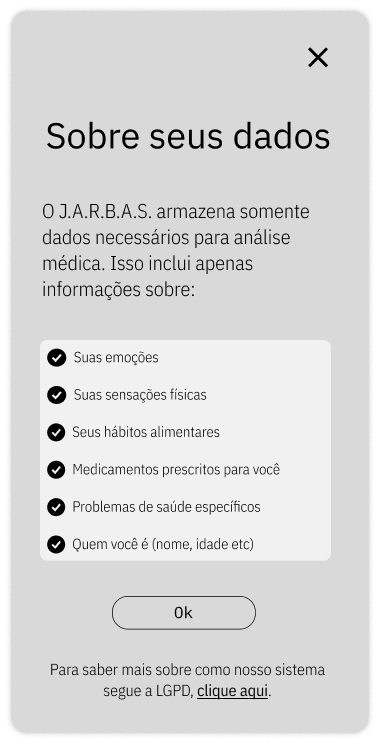 Sobre seus dados
O J.A.R.B.A.S. armazena somente
dados necessários para análise
médica. Isso inclui apenas
informações sobre:
Suas emoções
Suas sensações físicas
Seus hábitos alimentares
Medicamentos prescritos para você
Problemas de saúde específicos
Quem você é (nome, idade etc)
Ok
Para saber mais sobre como nosso sistema
segue a LGPD, clique aqui.